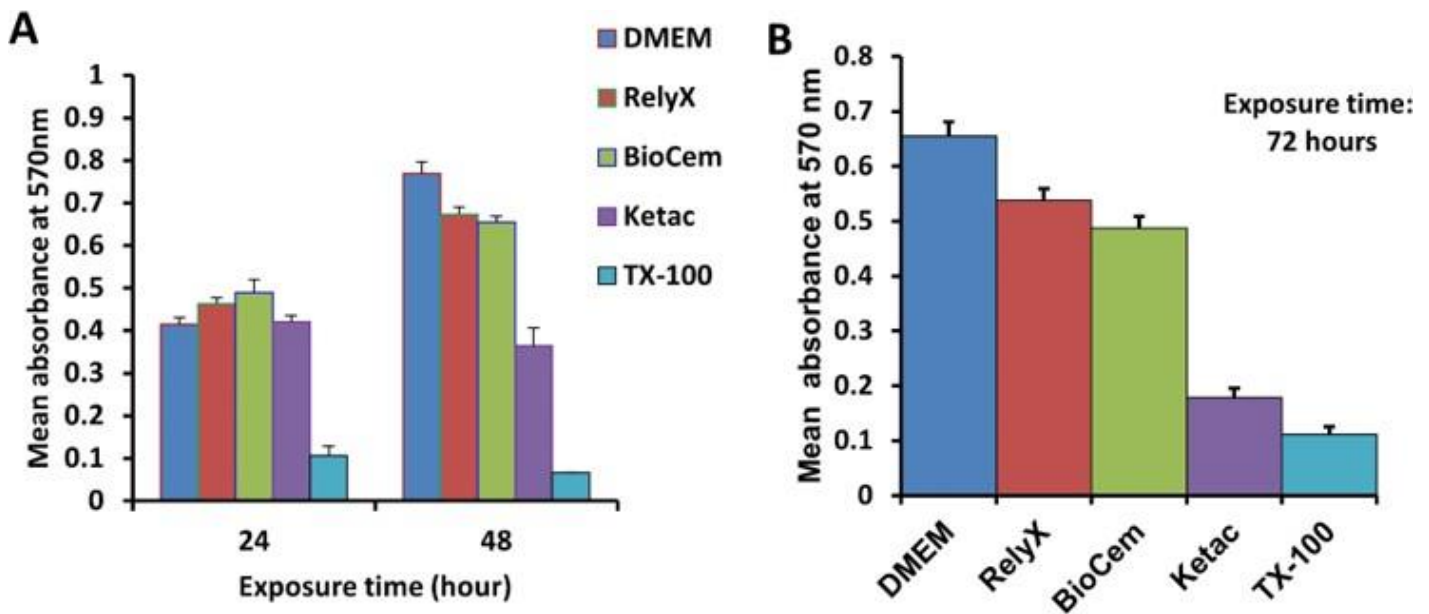 A
DMEM
RelyX
BioCem
Ketac
TX-100
Mean absorbance at 570nm
1
0.9
0.8
0.7
0.6
0.5
0.4
0.3
0.2
0.1
0
24
48
Exposure time (hour)
B
Exposure time:
72 hours
Mean absorbance at 570 nm
0.8
0.7
0.6
0.5
0.4
0.3
0.2
0.1
0
DMEM
RelyX
BioCem
Ketac
TX-100